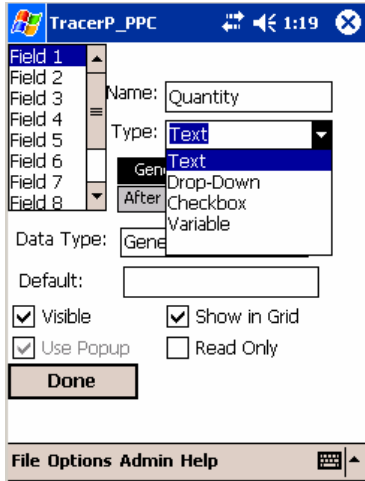 TracerP_PPC 1:19
Field 1
Field 2
Field 3
Field 4
Field 5
Field 6
Field 7
Field 8
Name: Quantity
Type: Text
Text
Drop-Down
Checkbox
Variable
Gen
After
Data Type: Gene
Default:
Visible Show in Grid
Use Popup Read Only
Done
File Options Admin Help